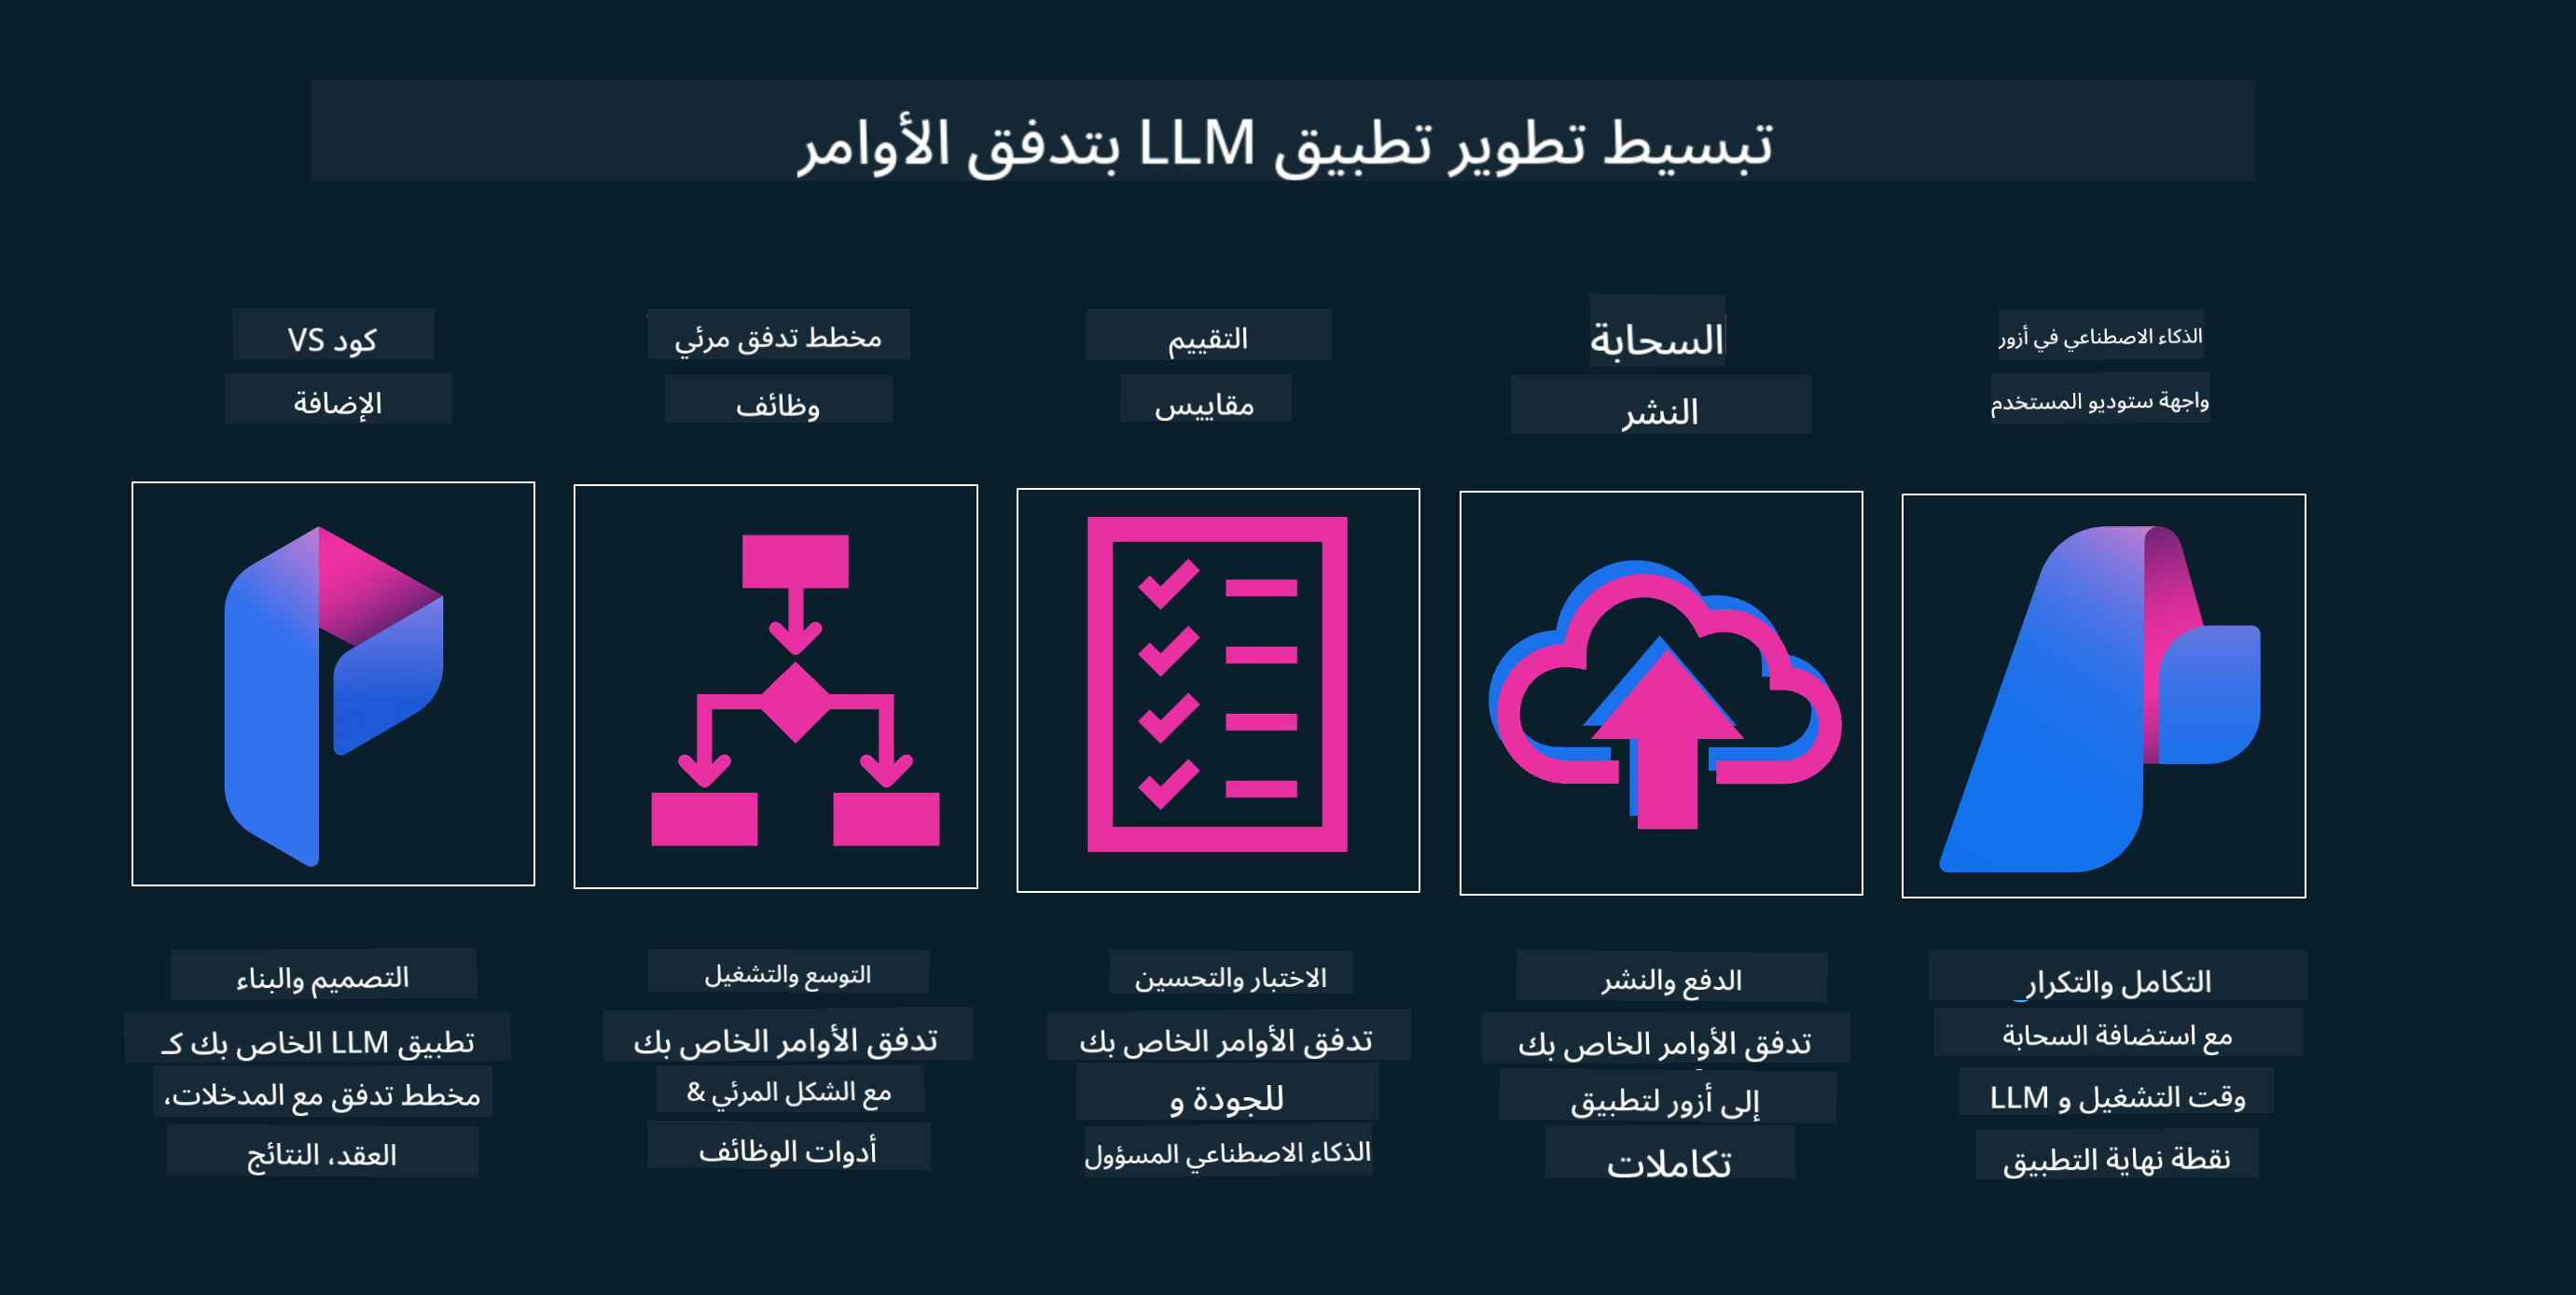 تبسيط تطوير تطبيق LLM بتدفق الأوامر
كود VS
الإضافة
مخطط تدفق مرئي
وظائف
التقييم
مقاييس
السحابة
النشر
الذكاء الاصطناعي في أزور
واجهة ستوديو المستخدم
التصميم والبناء
تطبيق LLM الخاص بك كـ
مخطط تدفق مع المدخلات،
العقد، النتائج
التوسع والتشغيل
تدفق الأوامر الخاص بك
مع الشكل المرئي &
أدوات الوظائف
الاختبار والتحسين
تدفق الأوامر الخاص بك
للجودة و
الذكاء الاصطناعي المسؤول
الدفع والنشر
تدفق الأوامر الخاص بك
إلى أزور لتطبيق
تكاملات
التكامل والتكرار
مع استضافة السحابة
وقت التشغيل و LLM
نقطة نهاية التطبيق